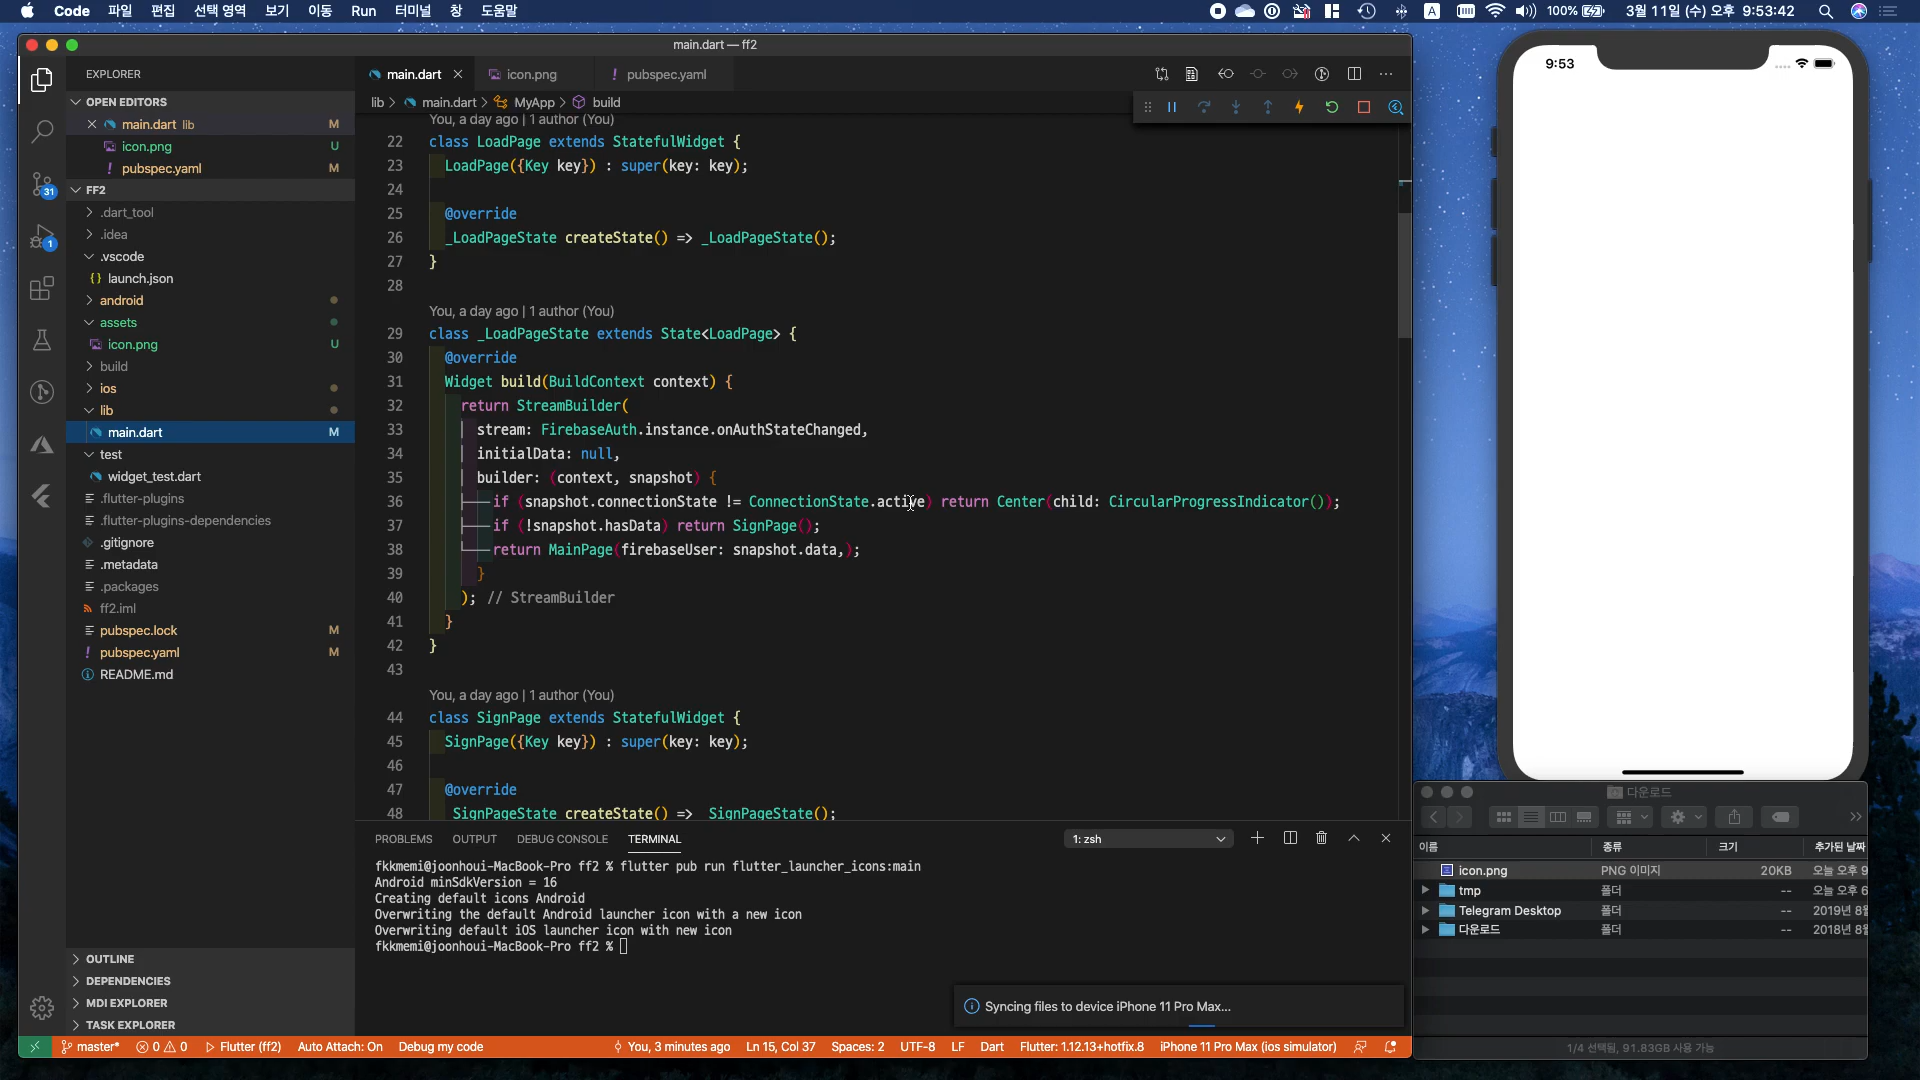 Code 파일 편집 선택 영역 보기 이동 Run 터미널 창 도움말
A 100% 3월 11일 (수) 오후 9:53:42
main.dart — ff2
EXPLORER
OPEN EDITORS
main.dart lib M
icon.png U
pubspec.yaml M
FF2
.dart_tool
.idea
.vscode
launch.json
android
assets
icon.png U
build
ios
lib
main.dart M
test
widget_test.dart
.flutter-plugins
.flutter-plugins-dependencies
.gitignore
.metadata
.packages
ff2.iml
pubspec.lock M
pubspec.yaml M
README.md
OUTLINE
DEPENDENCIES
MDI EXPLORER
TASK EXPLORER
31
1
main.dart icon.png pubspec.yaml
lib > main.dart > MyApp > build
You, a day ago | 1 author (You)
22 class LoadPage extends StatefulWidget {
23 LoadPage({Key key}) : super(key: key);
24
25 @override
26 _LoadPageState createState() => _LoadPageState();
27 }
28
You, a day ago | 1 author (You)
29 class _LoadPageState extends State<LoadPage> {
30 @override
31 Widget build(BuildContext context) {
32 return StreamBuilder(
33 stream: FirebaseAuth.instance.onAuthStateChanged,
34 initialData: null,
35 builder: (context, snapshot) {
36 if (snapshot.connectionState != ConnectionState.active) return Center(child: CircularProgressIndicator());
37 if (!snapshot.hasData) return SignPage();
38 return MainPage(firebaseUser: snapshot.data,);
39 }
40 ); // StreamBuilder
41 }
42 }
43
You, a day ago | 1 author (You)
44 class SignPage extends StatefulWidget {
45 SignPage({Key key}) : super(key: key);
46
47 @override
48 _SignPageState createState() => _SignPageState();
PROBLEMS OUTPUT DEBUG CONSOLE TERMINAL 1: zsh
fkkmemi@joonhoui-MacBook-Pro ff2 % flutter pub run flutter_launcher_icons:main
Android minSdkVersion = 16
Creating default icons Android
Overwriting the default Android launcher icon with a new icon
Overwriting default iOS launcher icon with new icon
fkkmemi@joonhoui-MacBook-Pro ff2 %
Syncing files to device iPhone 11 Pro Max...
master* 0 0 Flutter (ff2) Auto Attach: On Debug my code You, 3 minutes ago Ln 15, Col 37 Spaces: 2 UTF-8 LF Dart Flutter: 1.12.13+hotfix.8 iPhone 11 Pro Max (ios simulator)
9:53
다운로드
이름 종류 크기 추가된 날짜
icon.png PNG 이미지 20KB 오늘 오후 9
tmp 폴더 -- 오늘 오후 6
Telegram Desktop 폴더 -- 2019년 8월
다운로드 폴더 -- 2018년 8월
1/4 선택됨, 91.83GB 사용 가능